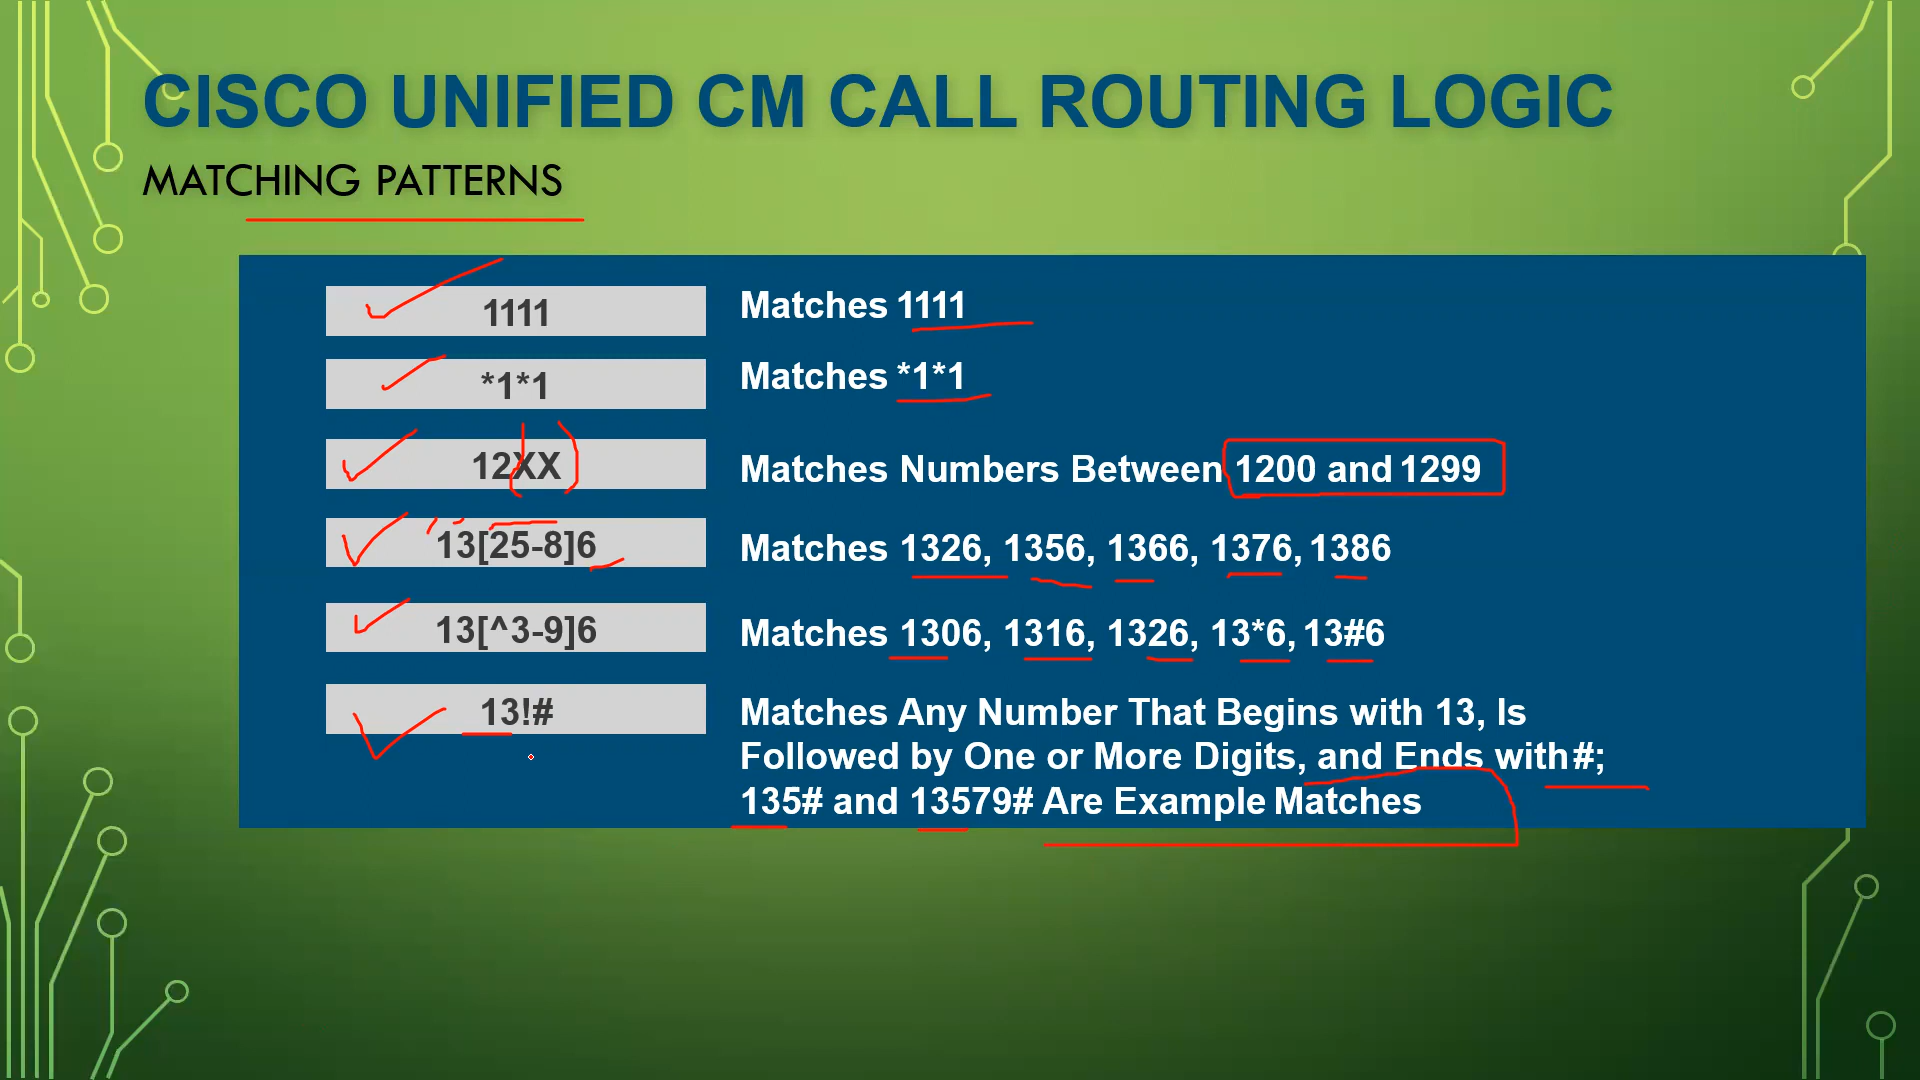 CISCO UNIFIED CM CALL ROUTING LOGIC
MATCHING PATTERNS
1111 Matches 1111
*1*1 Matches *1*1
12XX Matches Numbers Between 1200 and 1299
13[25-8]6 Matches 1326, 1356, 1366, 1376, 1386
13[^3-9]6 Matches 1306, 1316, 1326, 13*6, 13#6
13!# Matches Any Number That Begins with 13, Is
Followed by One or More Digits, and Ends with #;
135# and 13579# Are Example Matches